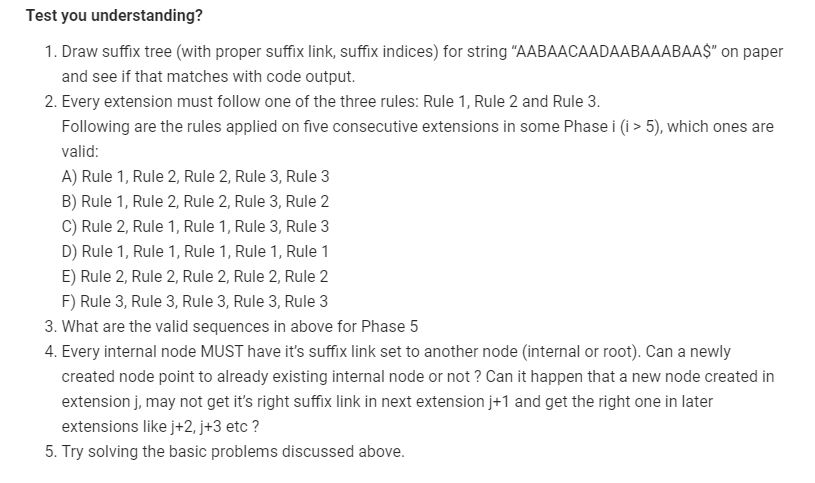 Test you understanding?
1. Draw suffix tree (with proper suffix link, suffix indices) for string “AABAACAADAABAAABAA$” on paper
and see if that matches with code output.
2. Every extension must follow one of the three rules: Rule 1, Rule 2 and Rule 3.
Following are the rules applied on five consecutive extensions in some Phase i (i > 5), which ones are
valid:
A) Rule 1, Rule 2, Rule 2, Rule 3, Rule 3
B) Rule 1, Rule 2, Rule 2, Rule 3, Rule 2
C) Rule 2, Rule 1, Rule 1, Rule 3, Rule 3
D) Rule 1, Rule 1, Rule 1, Rule 1, Rule 1
E) Rule 2, Rule 2, Rule 2, Rule 2, Rule 2
F) Rule 3, Rule 3, Rule 3, Rule 3, Rule 3
3. What are the valid sequences in above for Phase 5
4. Every internal node MUST have it’s suffix link set to another node (internal or root). Can a newly
created node point to already existing internal node or not ? Can it happen that a new node created in
extension j, may not get it’s right suffix link in next extension j+1 and get the right one in later
extensions like j+2, j+3 etc ?
5. Try solving the basic problems discussed above.